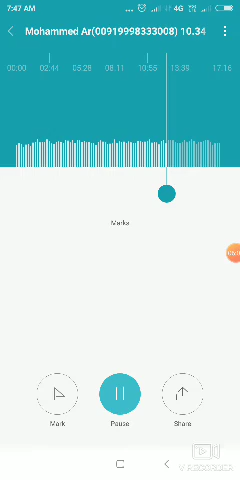 7:47 AM ... 4G
Mohammed Ar(00919998333008) 10.34
00:00 02:44 05:28 08:11 10:55 13:39 17:16
Marks
Mark Pause Share
V RECORDER